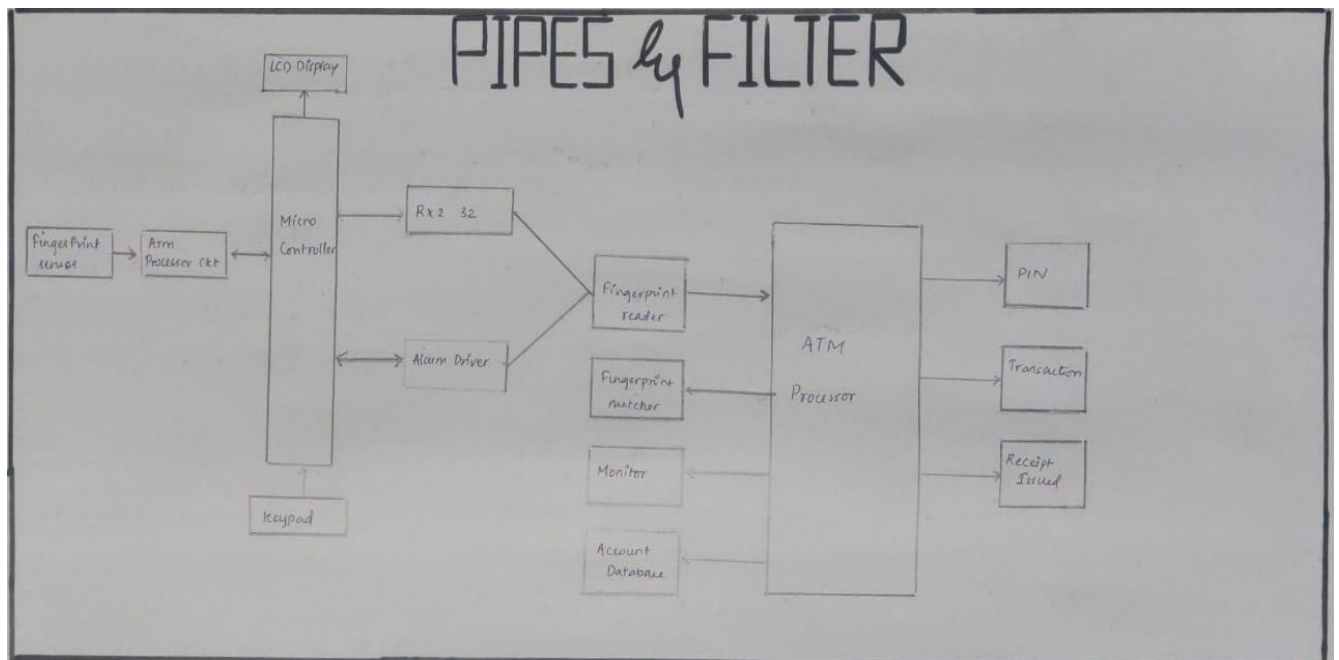 PIPES & FILTER
LCD Display
Micro
Controller
FingerPrint
sensor
Atm
Processor ckt
Rx2 32
Alarm Driver
Keypad
Fingerprint
reader
Fingerprint
matcher
Monitor
Account
Database
ATM
Processor
PIN
Transaction
Receipt
Issued